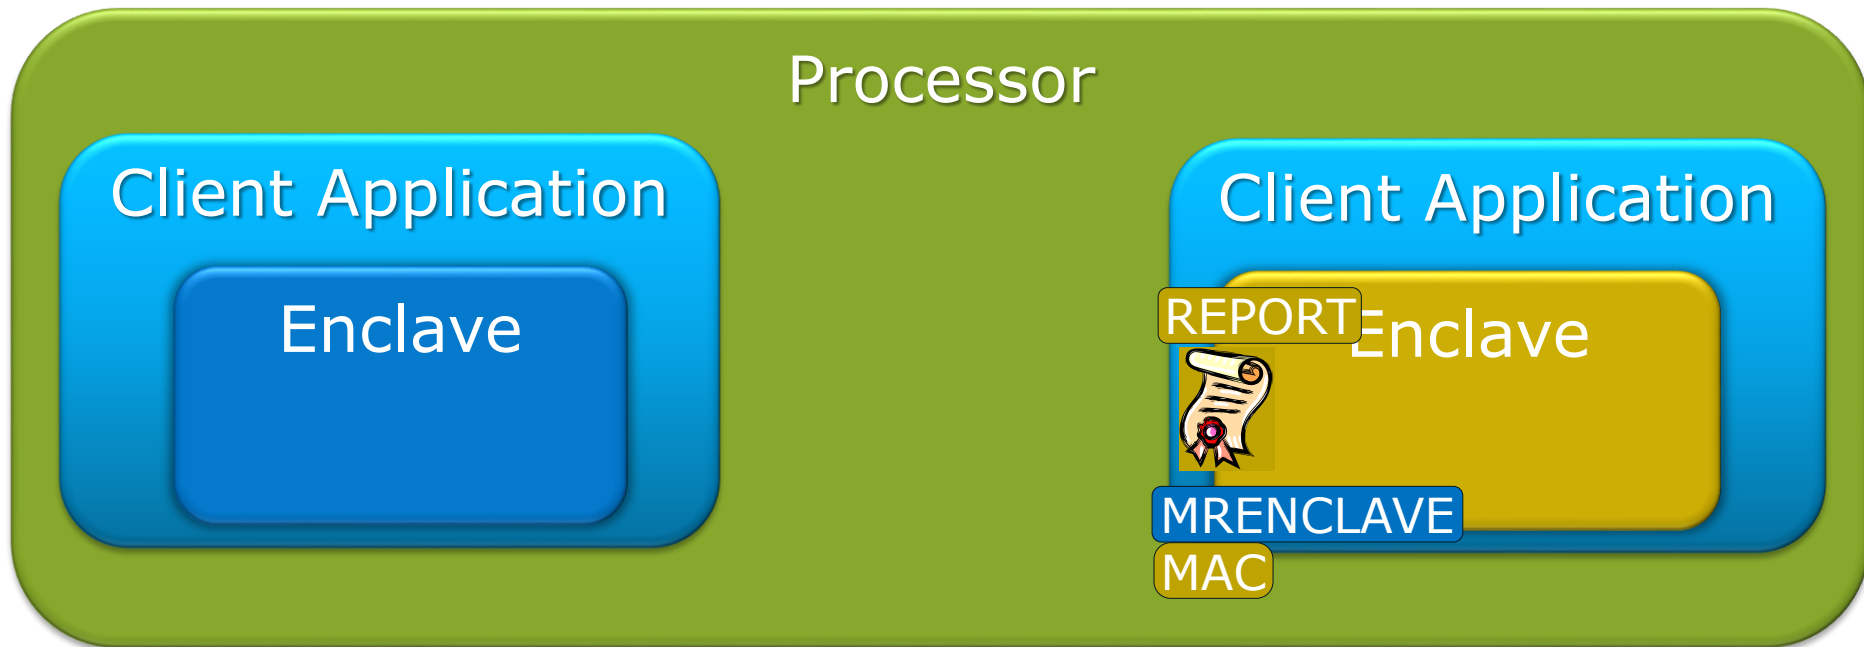 Processor
Client Application
Enclave
Client Application
REPORT
Enclave
MRENCLAVE
MAC